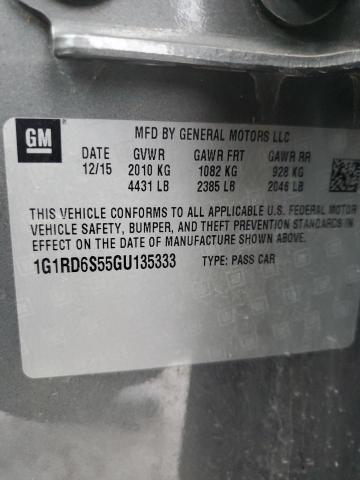 GM
MFD BY GENERAL MOTORS LLC
DATE GVWR GAWR FRT GAWR RR
12/15 2010 KG 1082 KG 928 KG
4431 LB 2385 LB 2046 LB
THIS VEHICLE CONFORMS TO ALL APPLICABLE U.S. FEDERAL MOTOR
VEHICLE SAFETY, BUMPER, AND THEFT PREVENTION STANDARDS IN
EFFECT ON THE DATE OF MANUFACTURE SHOWN ABOVE.
1G1RD6S55GU135333 TYPE: PASS CAR